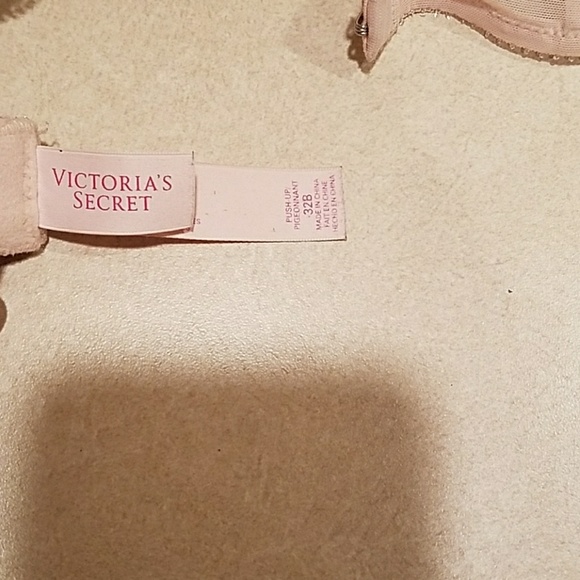 VICTORIA'S
SECRET
PUSH-UP
PIGEONNANT
32B
MADE IN CHINA
FAIT EN CHINE
HECHO EN CHINA